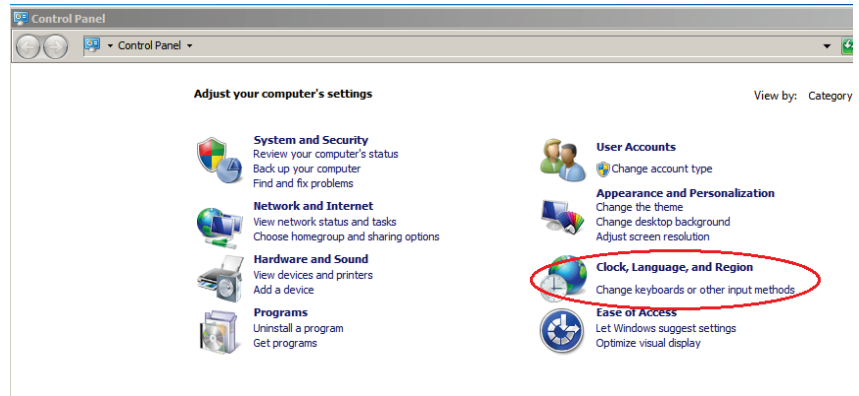 Control Panel
Control Panel
Adjust your computer's settings
View by: Category
System and Security
Review your computer's status
Back up your computer
Find and fix problems
Network and Internet
View network status and tasks
Choose homegroup and sharing options
Hardware and Sound
View devices and printers
Add a device
Programs
Uninstall a program
Get programs
User Accounts
Change account type
Appearance and Personalization
Change the theme
Change desktop background
Adjust screen resolution
Clock, Language, and Region
Change keyboards or other input methods
Ease of Access
Let Windows suggest settings
Optimize visual display